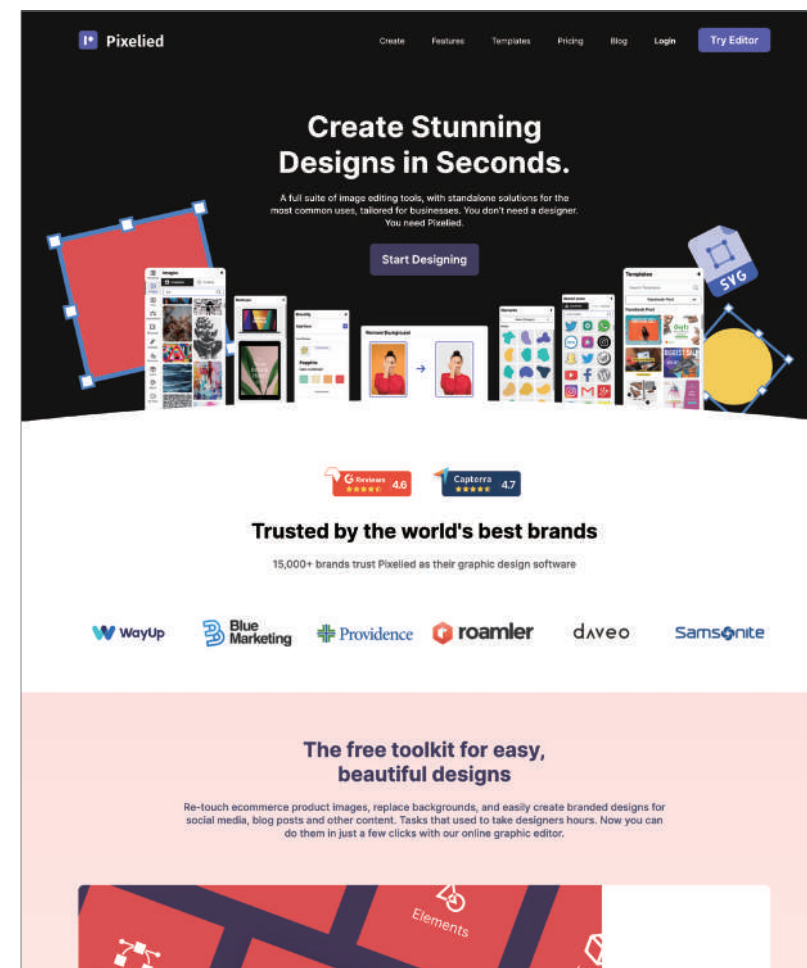 Pixelied
Create Features Templates Pricing Blog Login Try Editor
Create Stunning
Designs in Seconds.
A full suite of image editing tools, with standalone solutions for the
most common uses, tailored for businesses. You don't need a designer.
You need Pixelied.
Start Designing
SVG
Images
Templates
Remove Background
Facebook Post
Facebook Post
Reviews 4.6
Capterra 4.7
Trusted by the world's best brands
15,000+ brands trust Pixelied as their graphic design software
WayUp
Blue
Marketing
Providence
roamler
dʌveo
Samsonite
The free toolkit for easy,
beautiful designs
Re-touch ecommerce product images, replace backgrounds, and easily create branded designs for
social media, blog posts and other content. Tasks that used to take designers hours. Now you can
do them in just a few clicks with our online graphic editor.
Elements